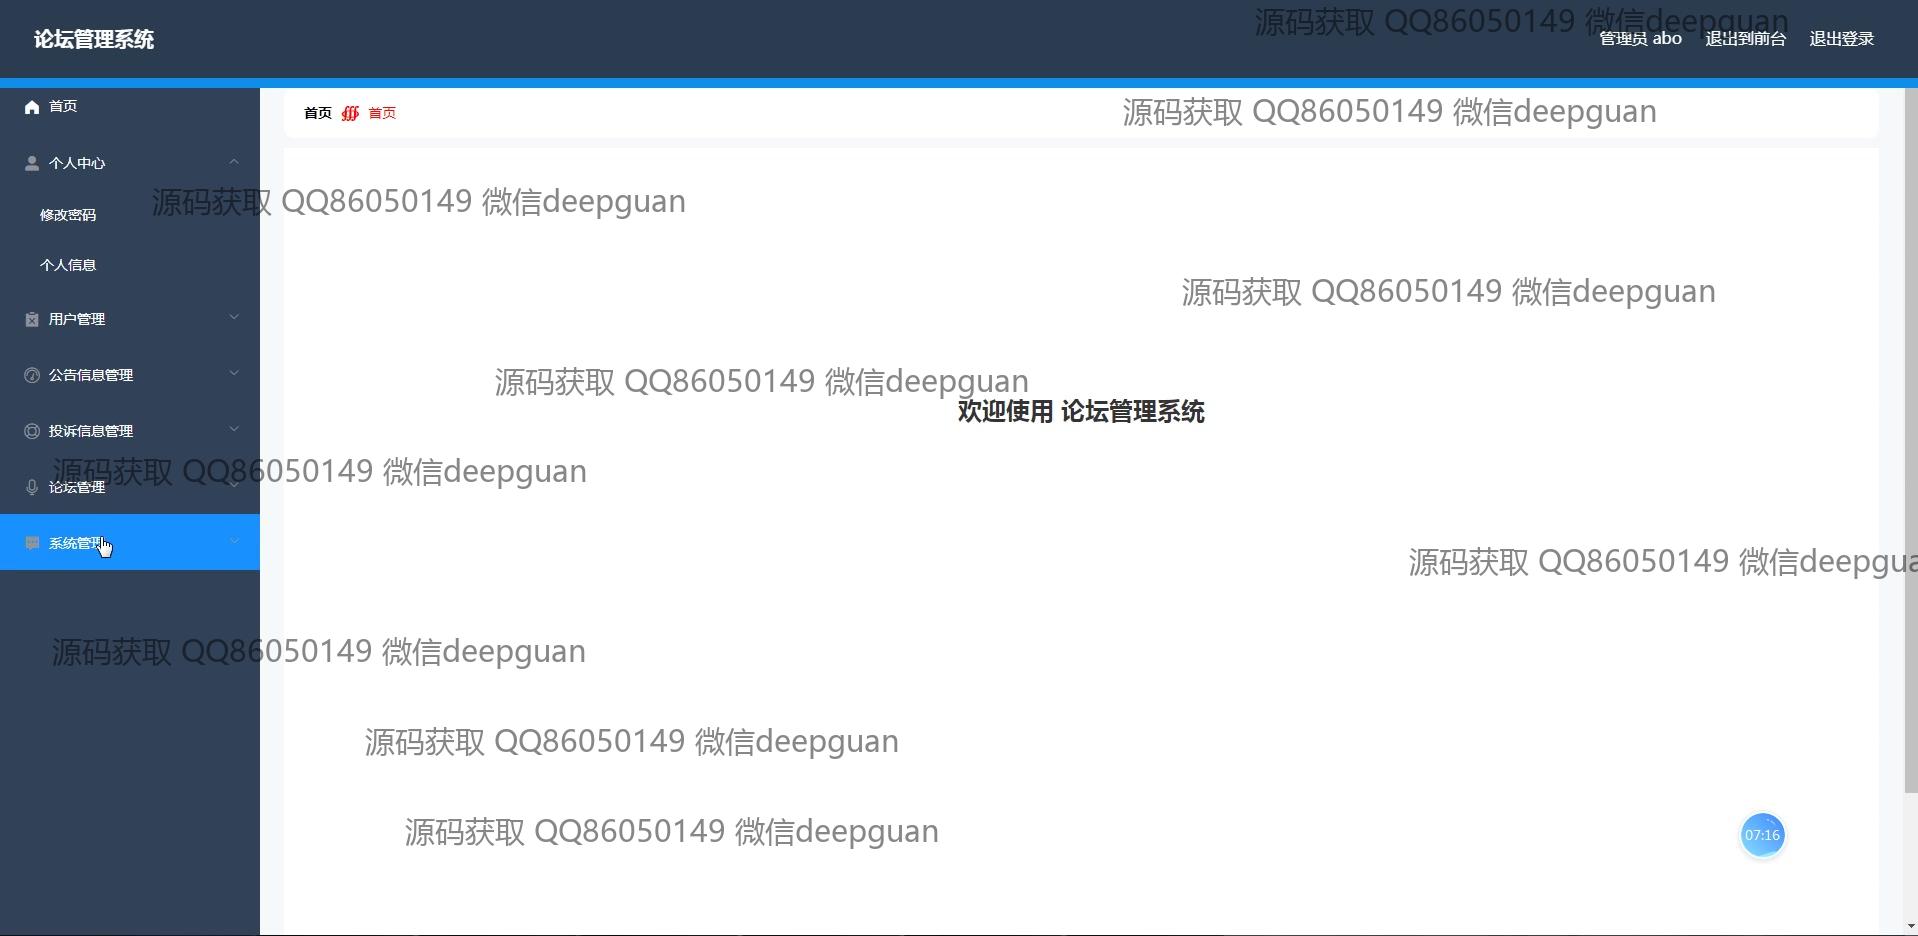 源码获取 QQ86050149 微信deepguan
论坛管理系统
管理员 abo 退出到前台 退出登录
首页
首页 首页
源码获取 QQ86050149 微信deepguan
个人中心
源码获取 QQ86050149 微信deepguan
修改密码
个人信息
源码获取 QQ86050149 微信deepguan
用户管理
公告信息管理
源码获取 QQ86050149 微信deepguan
欢迎使用 论坛管理系统
投诉信息管理
源码获取 QQ86050149 微信deepguan
论坛管理
系统管理
源码获取 QQ86050149 微信deepgua
源码获取 QQ86050149 微信deepguan
源码获取 QQ86050149 微信deepguan
源码获取 QQ86050149 微信deepguan
07:16